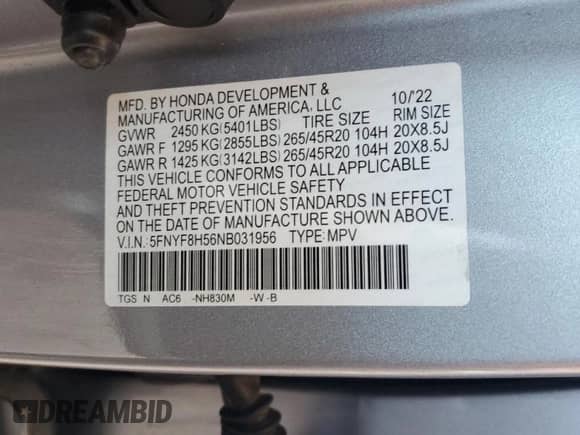 MFD. BY HONDA DEVELOPMENT &
MANUFACTURING OF AMERICA, LLC 10/'22
GVWR 2450 KG(5401LBS) TIRE SIZE RIM SIZE
GAWR F 1295 KG(2855LBS) 265/45R20 104H 20X8.5J
GAWR R 1425 KG(3142LBS) 265/45R20 104H 20X8.5J
THIS VEHICLE CONFORMS TO ALL APPLICABLE
FEDERAL MOTOR VEHICLE SAFETY
AND THEFT PREVENTION STANDARDS IN EFFECT
ON THE DATE OF MANUFACTURE SHOWN ABOVE.
V.I.N.:5FNYF8H56NB031956 TYPE:MPV
TGS N AC6 -NH830M -W -B
DREAMBID